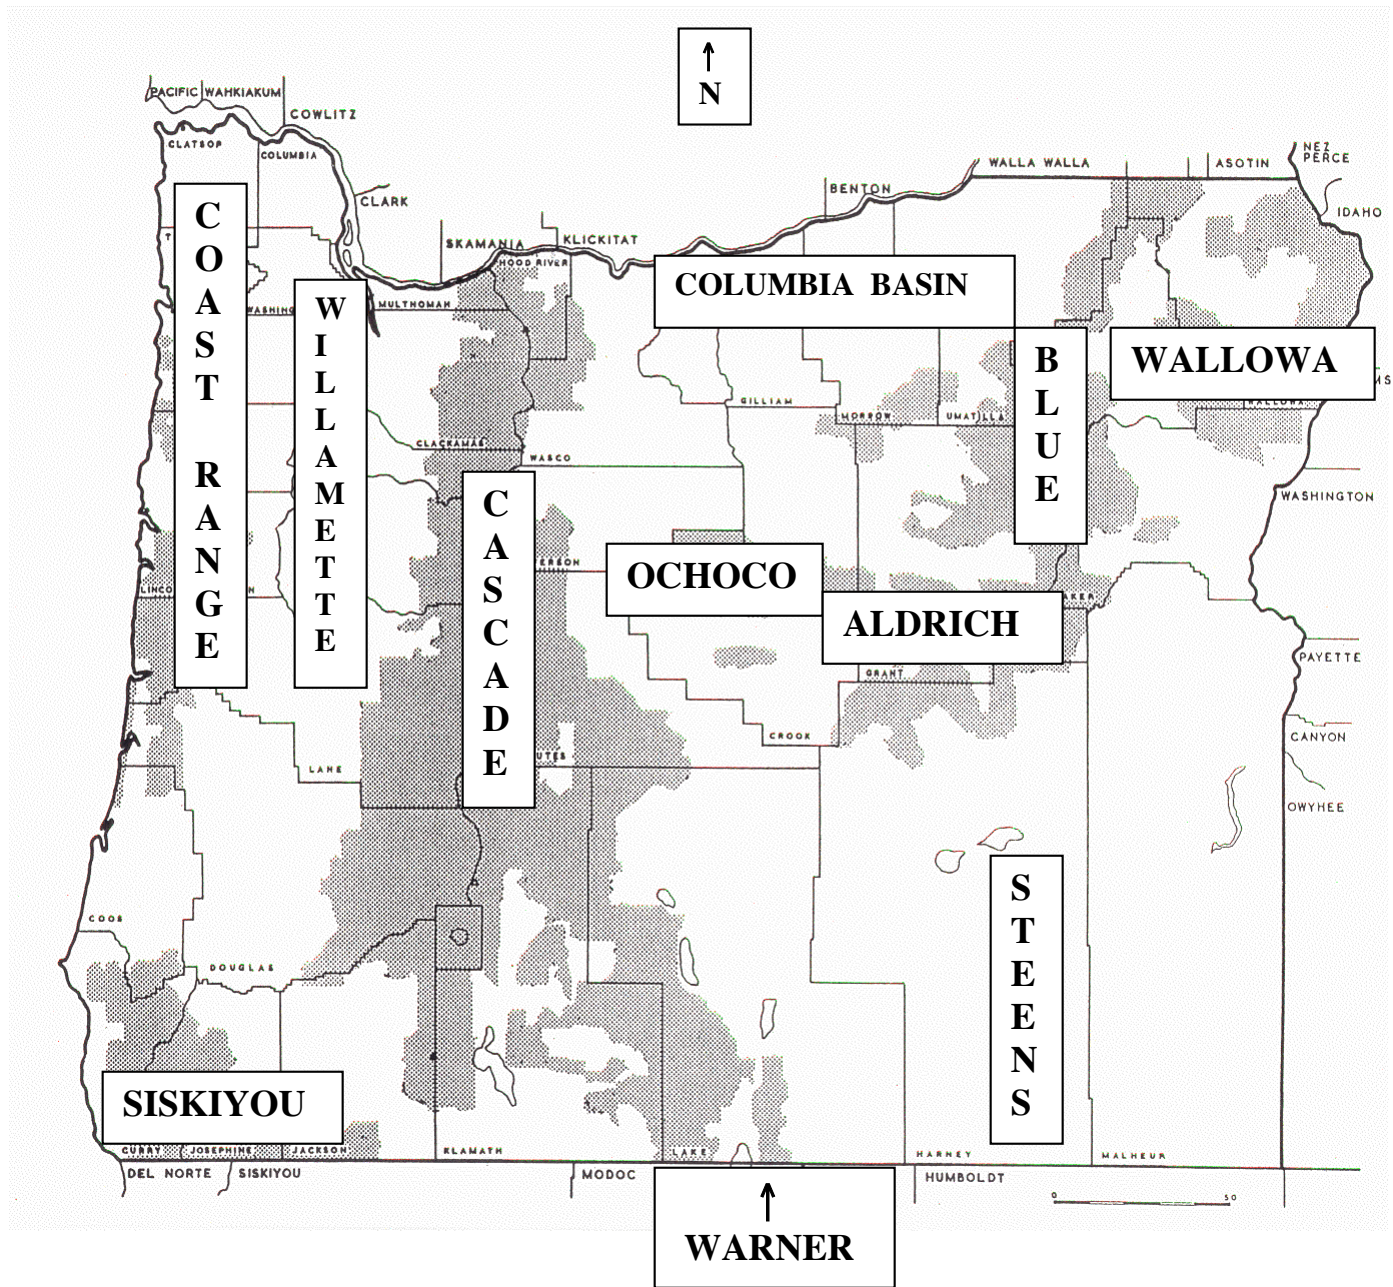 ↑
N
PACIFIC WAHKIAKUM
COWLITZ
CLATSOP
COLUMBIA
CLARK
SKAMANIA
KLICKITAT
BENTON
WALLA WALLA
ASOTIN
NEZ
PERCE
IDAHO
HOOD RIVER
MULTNOMAH
COAST RANGE
WILLAMETTE
COLUMBIA BASIN
BLUE
WALLOWA
WALLOWA
GILLIAM
MORROW
UMATILLA
CLACKAMAS
WASCO
WASHINGTON
CASCADE
OCHOCO
ALDRICH
GRANT
PAYETTE
CROOK
CANYON
LANE
OWYHEE
STEENS
COOS
DOUGLAS
SISKIYOU
CURRY
JOSEPHINE
JACKSON
KLAMATH
LAKE
HARNEY
MALHEUR
DEL NORTE
SISKIYOU
MODOC
HUMBOLDT
0 50
↑
WARNER